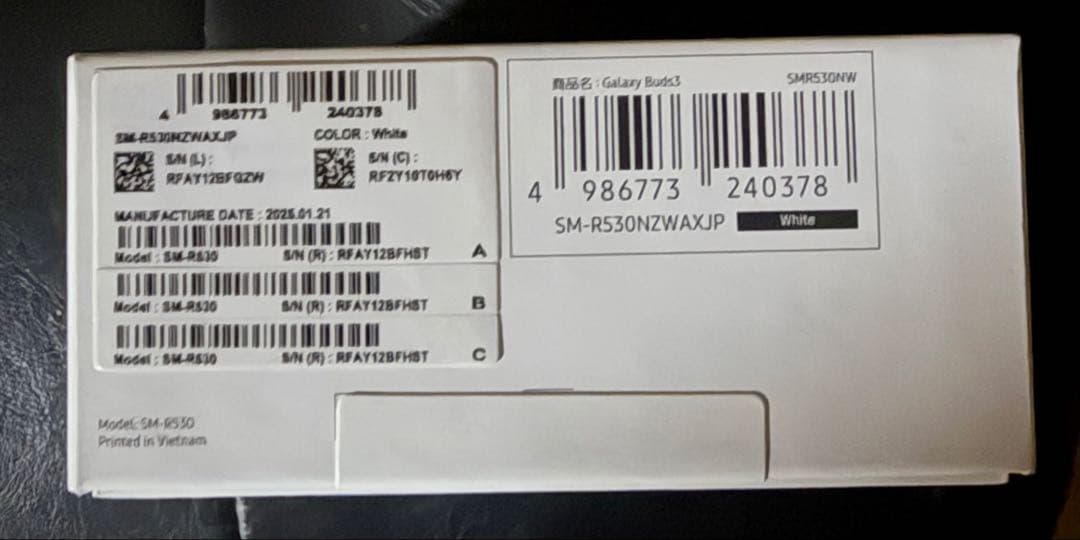 4 986773 240378
SM-R530NZWAXJP
COLOR : White
S/N (L) :
RFAY12BFGZW
S/N (C) :
RF2Y10T0H6Y
MANUFACTURE DATE : 2025.01.21
Model : SM-R530 S/N (R) : RFAY12BFHST A
Model : SM-R530 S/N (R) : RFAY12BFHST B
Model : SM-R530 S/N (R) : RFAY12BFHST C
商品名 : Galaxy Buds3 SMR530NW
4 986773 240378
SM-R530NZWAXJP White
Model: SM-R530
Printed in Vietnam